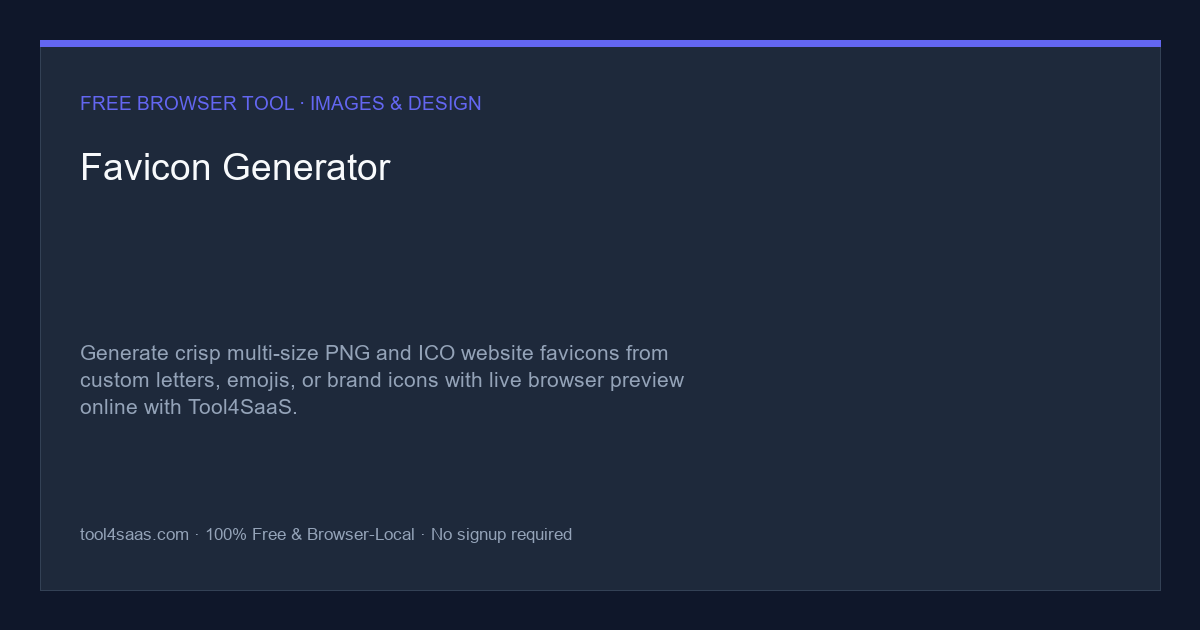 FREE BROWSER TOOL · IMAGES & DESIGN
Favicon Generator
Generate crisp multi-size PNG and ICO website favicons from
custom letters, emojis, or brand icons with live browser preview
online with Tool4SaaS.
tool4saas.com · 100% Free & Browser-Local · No signup required